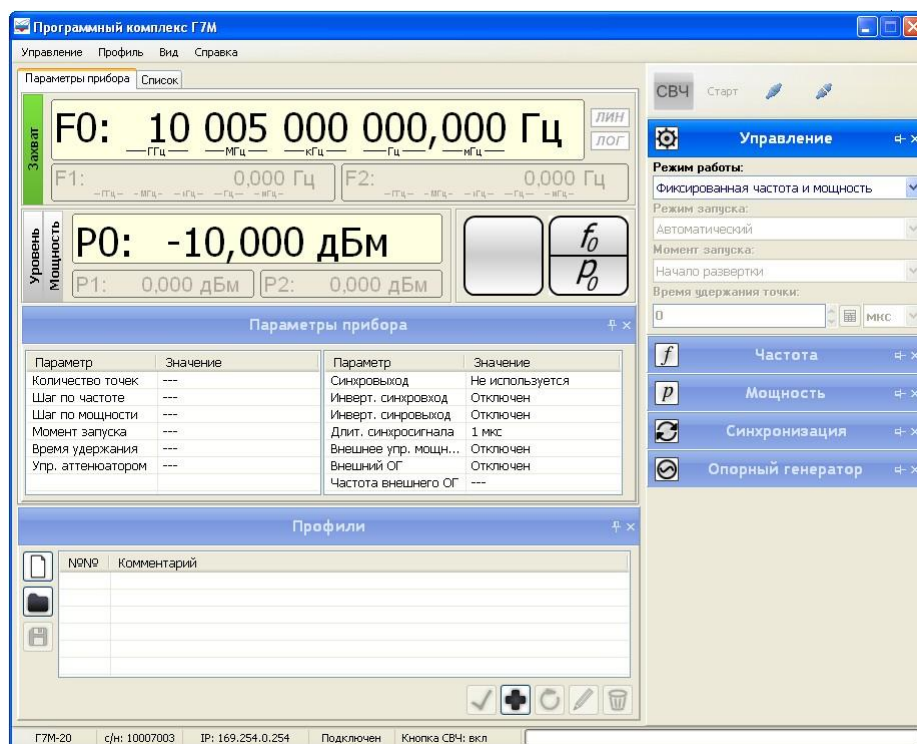 Программный комплекс Г7М
Управление Профиль Вид Справка
Параметры прибора Список
Захват
F0: 10 005 000 000,000 Гц
ГГц МГц кГц Гц мГц
ЛИН
ЛОГ
F1: 0,000 Гц
F2: 0,000 Гц
Уровень
Мощность
P0: -10,000 дБм
P1: 0,000 дБм P2: 0,000 дБм
f0
p0
Параметры прибора
Параметр Значение
Количество точек ---
Шаг по частоте ---
Шаг по мощности ---
Момент запуска ---
Время удержания ---
Упр. аттенюатором ---
Параметр Значение
Синхровыход Не используется
Инверт. синхровход Отключен
Инверт. синровыход Отключен
Длит. синхросигнала 1 мкс
Внешнее упр. мощн... Отключен
Внешний ОГ Отключен
Частота внешнего ОГ ---
Профили
№№ Комментарий
СВЧ Старт
Управление
Режим работы:
Фиксированная частота и мощность
Режим запуска:
Автоматический
Момент запуска:
Начало развертки
Время удержания точки:
0 мкс
f Частота
p Мощность
Синхронизация
Опорный генератор
Г7М-20 с/н: 10007003 IP: 169.254.0.254 Подключен Кнопка СВЧ: вкл